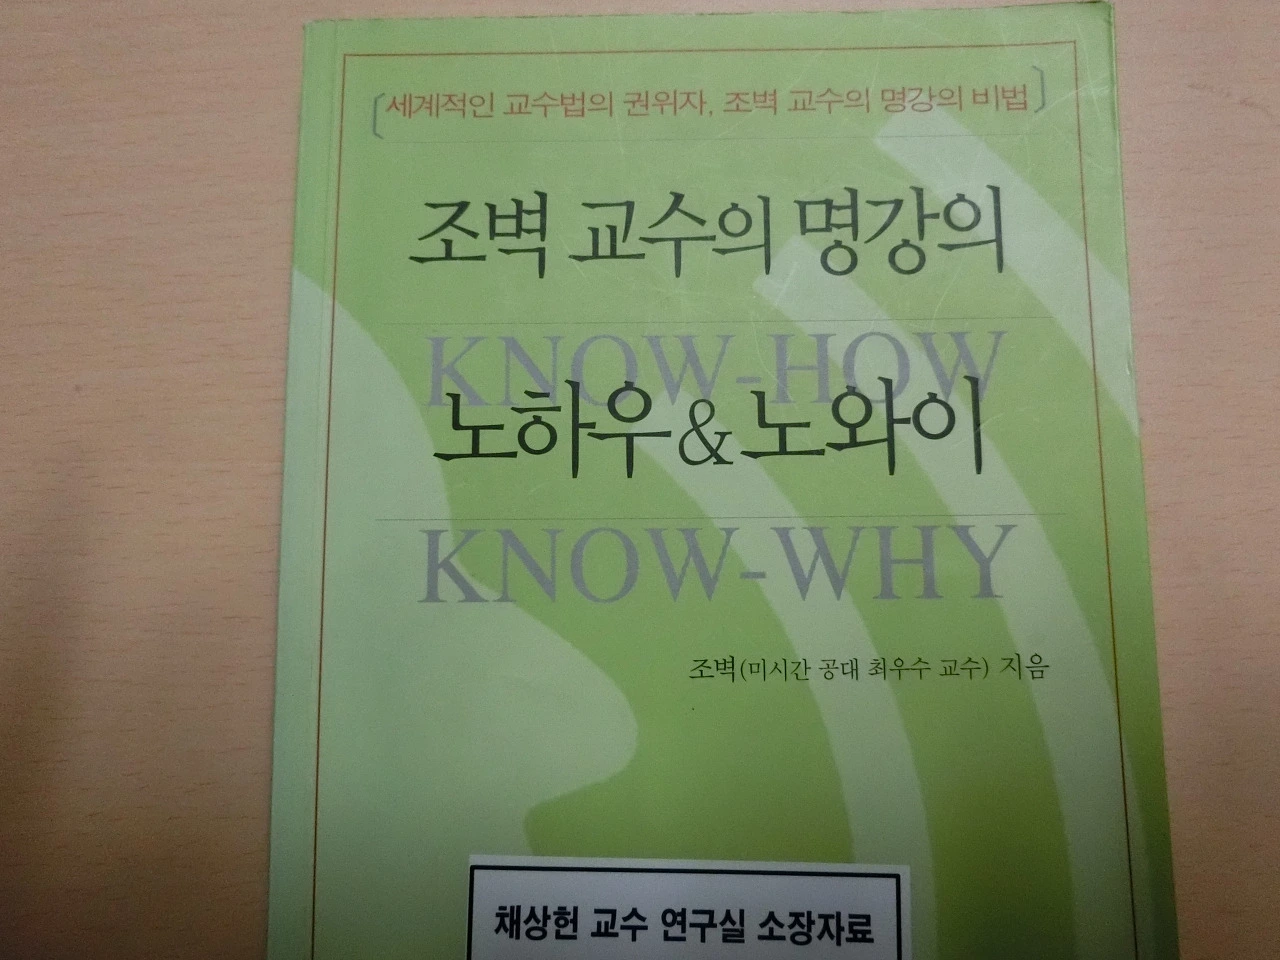 세계적인 교수법의 권위자, 조벽 교수의 명강의 비법
조벽 교수의 명강의
KNOW-HOW
노하우 & 노와이
KNOW-WHY
조벽(미시간 공대 최우수 교수) 지음
채상헌 교수 연구실 소장자료